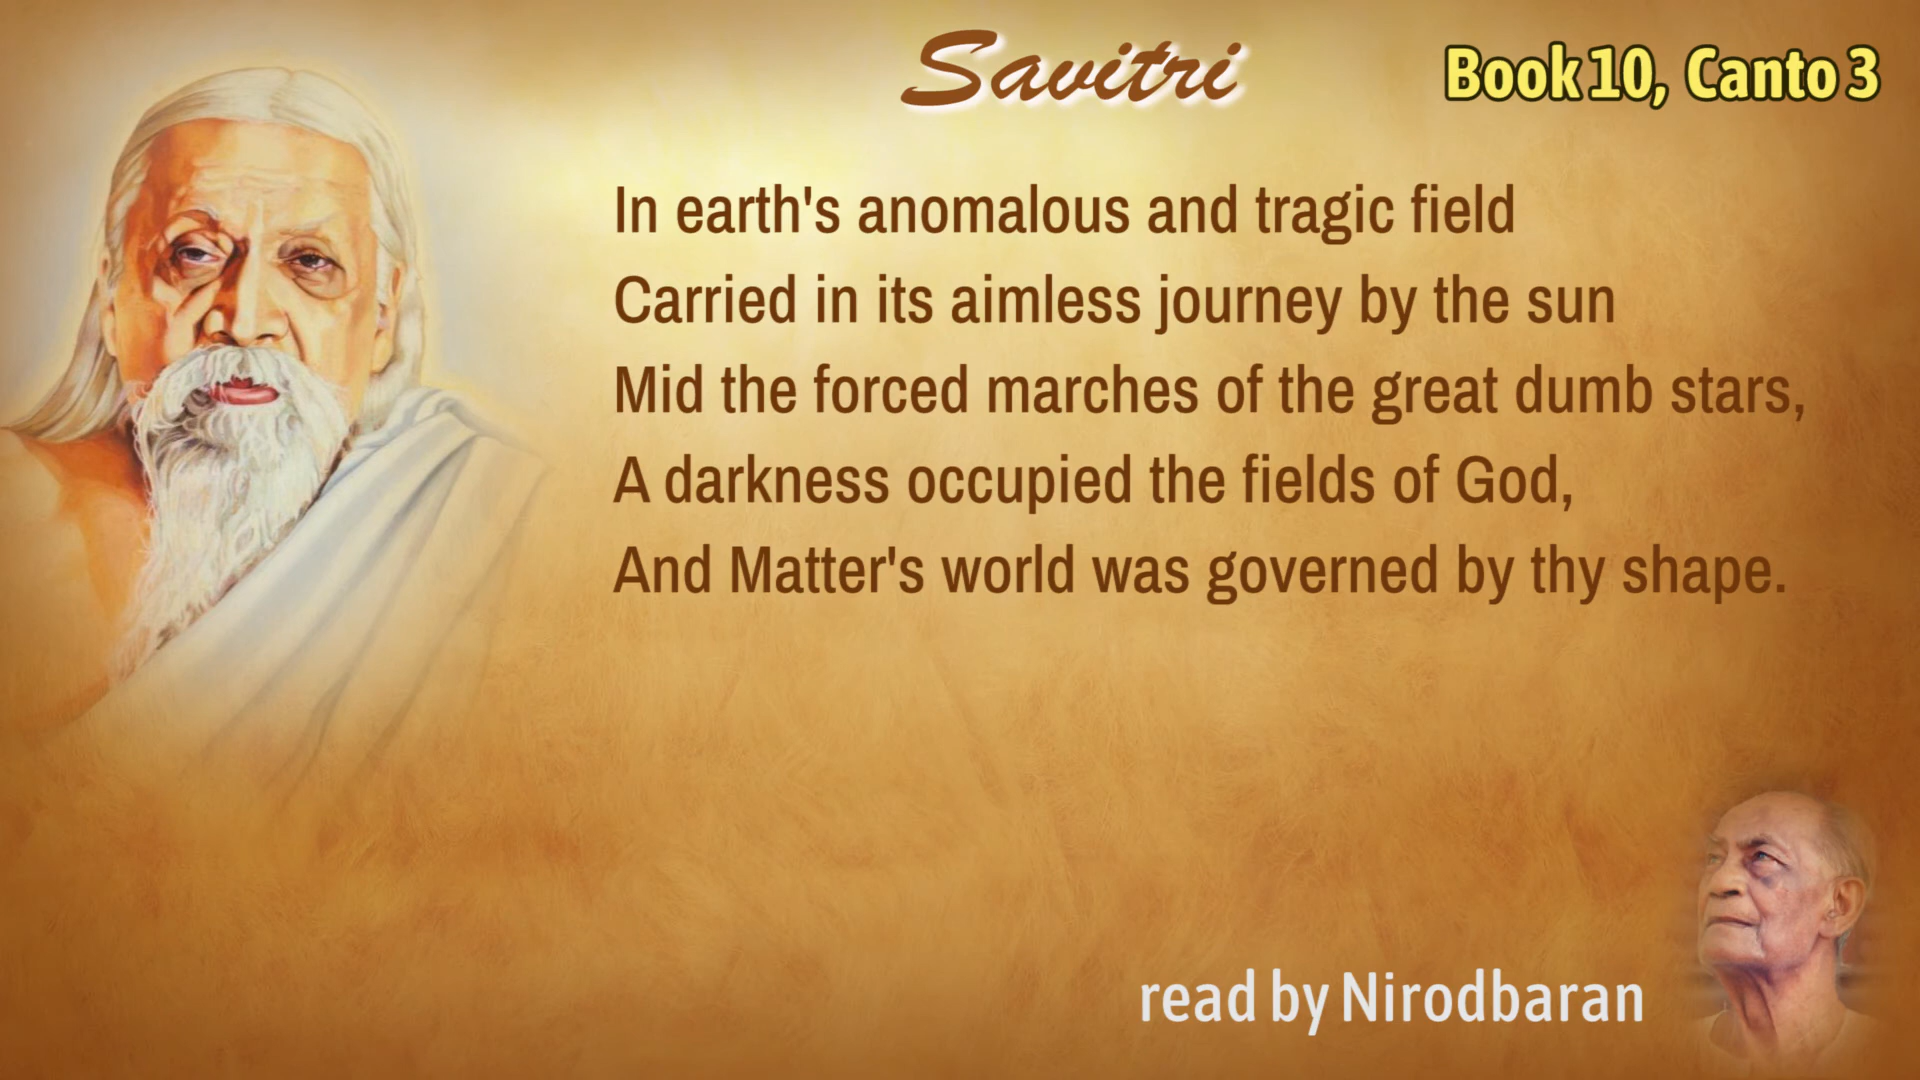 Savitri
Book 10, Canto 3
In earth's anomalous and tragic field
Carried in its aimless journey by the sun
Mid the forced marches of the great dumb stars,
A darkness occupied the fields of God,
And Matter's world was governed by thy shape.
read by Nirodbaran